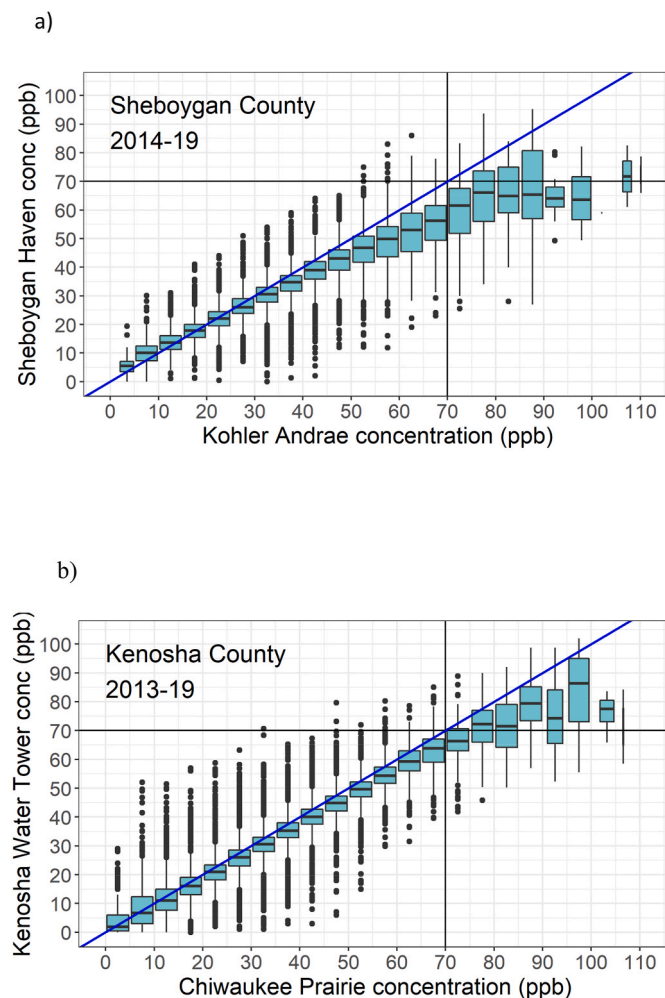 a)
Sheboygan County
2014-19
Sheboygan Haven conc (ppb)
100
90
80
70
60
50
40
30
20
10
0
0 10 20 30 40 50 60 70 80 90 100 110
Kohler Andrae concentration (ppb)
b)
Kenosha County
2013-19
Kenosha Water Tower conc (ppb)
100
90
80
70
60
50
40
30
20
10
0
0 10 20 30 40 50 60 70 80 90 100 110
Chiwaukee Prairie concentration (ppb)